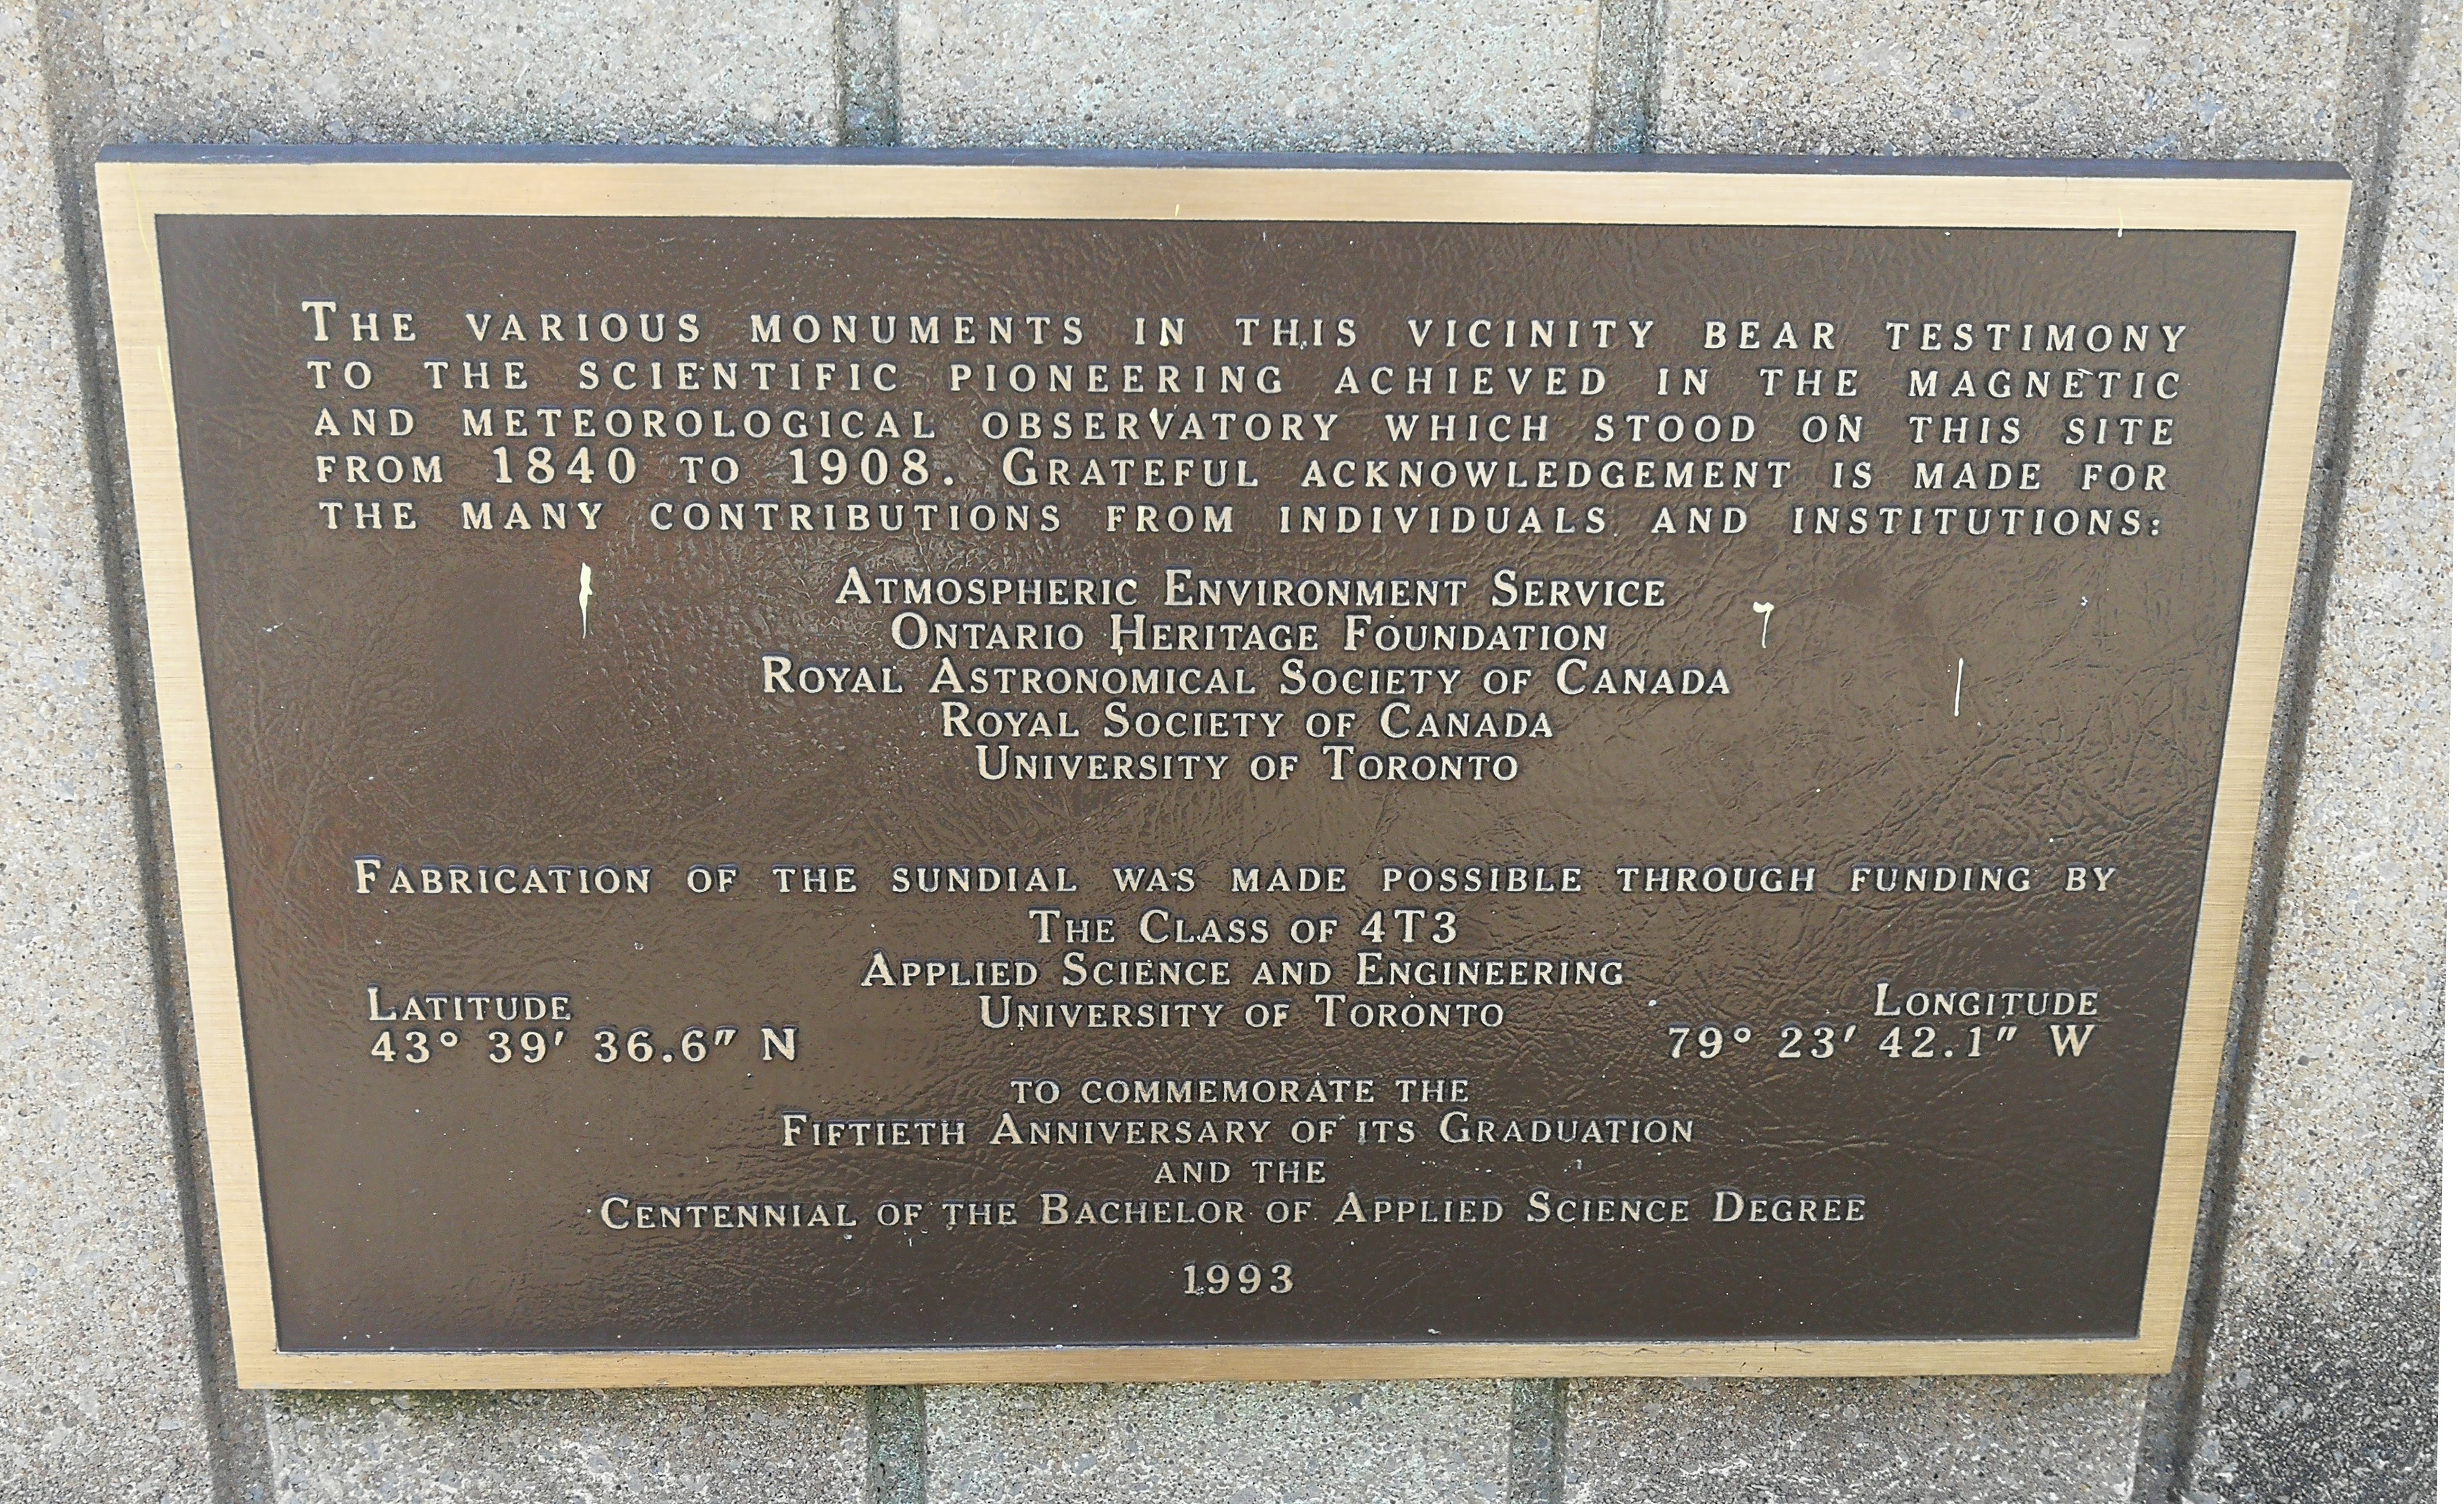 The various monuments in this vicinity bear testimony
to the scientific pioneering achieved in the magnetic
and meteorological observatory which stood on this site
from 1840 to 1908. Grateful acknowledgement is made for
the many contributions from individuals and institutions:
Atmospheric Environment Service
Ontario Heritage Foundation
Royal Astronomical Society of Canada
Royal Society of Canada
University of Toronto
Fabrication of the sundial was made possible through funding by
The Class of 4T3
Applied Science and Engineering
University of Toronto
Latitude
43° 39′ 36.6″ N
Longitude
79° 23′ 42.1″ W
to commemorate the
Fiftieth Anniversary of its Graduation
and the
Centennial of the Bachelor of Applied Science Degree
1993